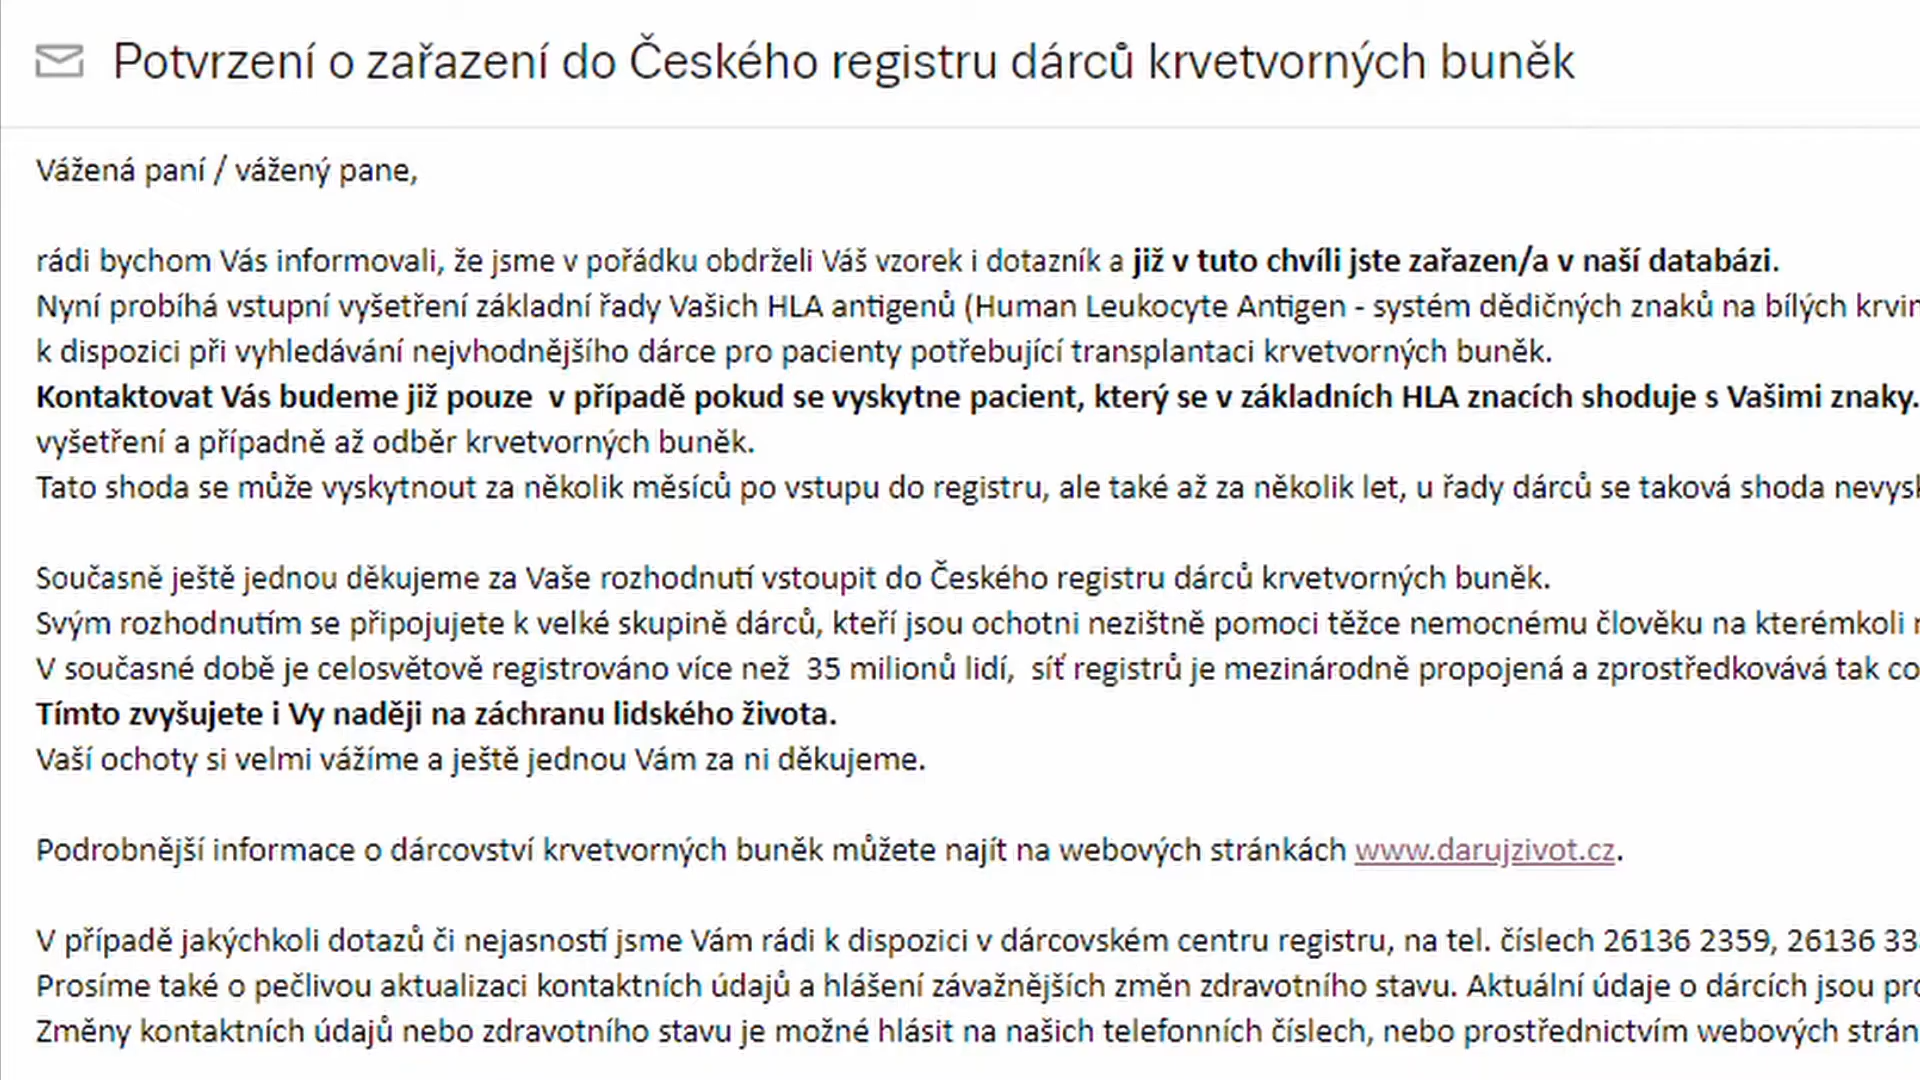 Potvrzení o zařazení do Českého registru dárců krvetvorných buněk
Vážená paní / vážený pane,
rádi bychom Vás informovali, že jsme v pořádku obdrželi Váš vzorek i dotazník a již v tuto chvíli jste zařazen/a v naší databázi.
Nyní probíhá vstupní vyšetření základní řady Vašich HLA antigenů (Human Leukocyte Antigen - systém dědičných znaků na bílých
k dispozici při vyhledávání nejvhodnějšího dárce pro pacienty potřebující transplantaci krvetvorných buněk.
Kontaktovat Vás budeme již pouze v případě pokud se vyskytne pacient, který se v základních HLA znacích shoduje s Vašimi znaky.
vyšetření a případně až odběr krvetvorných buněk.
Tato shoda se může vyskytnout za několik měsíců po vstupu do registru, ale také až za několik let, u řady dárců se taková shoda
Současně ještě jednou děkujeme za Vaše rozhodnutí vstoupit do Českého registru dárců krvetvorných buněk.
Svým rozhodnutím se připojujete k velké skupině dárců, kteří jsou ochotni nezištně pomoci těžce nemocnému člověku na kterémkoli
V současné době je celosvětově registrováno více než 35 milionů lidí, síť registrů je mezinárodně propojená a zprostředkovává tak
Tímto zvyšujete i Vy naději na záchranu lidského života.
Vaší ochoty si velmi vážíme a ještě jednou Vám za ni děkujeme.
Podrobnější informace o dárcovství krvetvorných buněk můžete najít na webových stránkách www.darujzivot.cz.
V případě jakýchkoli dotazů či nejasností jsme Vám rádi k dispozici v dárcovském centru registru, na tel. číslech 26136 2359, 26136
Prosíme také o pečlivou aktualizaci kontaktních údajů a hlášení závažnějších změn zdravotního stavu. Aktuální údaje o dárcích jsou
Změny kontaktních údajů nebo zdravotního stavu je možné hlásit na našich telefonních číslech, nebo prostřednictvím webových